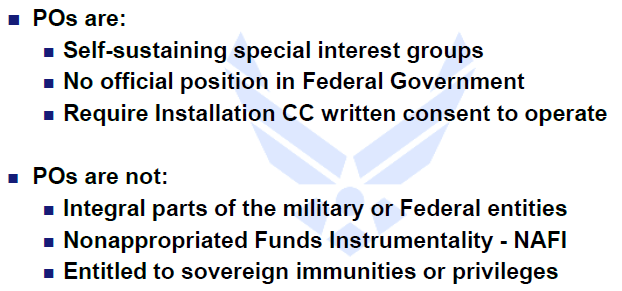 POs are:
Self-sustaining special interest groups
No official position in Federal Government
Require Installation CC written consent to operate
POs are not:
Integral parts of the military or Federal entities
Nonappropriated Funds Instrumentality - NAFI
Entitled to sovereign immunities or privileges